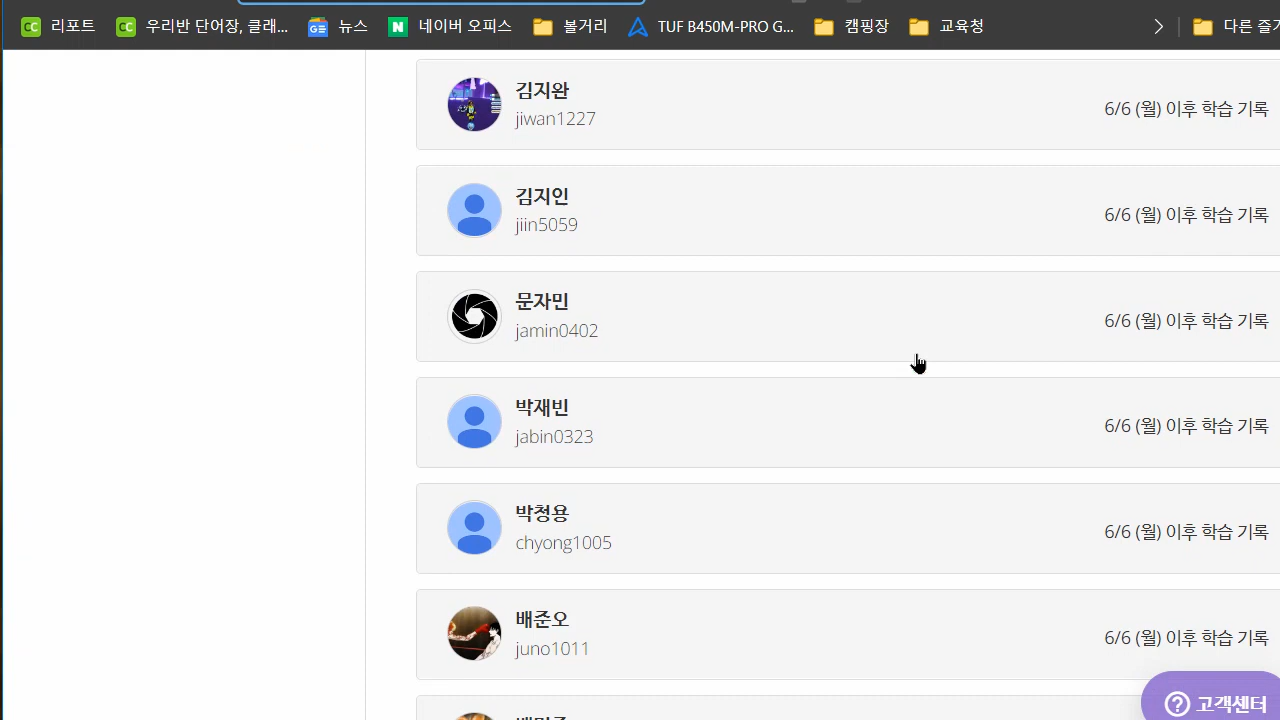 리포트 우리반 단어장, 클래... 뉴스 네이버 오피스 볼거리 TUF B450M-PRO G... 캠핑장 교육청 다른 즐겨
김지완
jiwan1227
6/6 (월) 이후 학습 기록
김지인
jiin5059
6/6 (월) 이후 학습 기록
문자민
jamin0402
6/6 (월) 이후 학습 기록
박재빈
jabin0323
6/6 (월) 이후 학습 기록
박청용
chyong1005
6/6 (월) 이후 학습 기록
배준오
juno1011
6/6 (월) 이후 학습 기록
고객센터